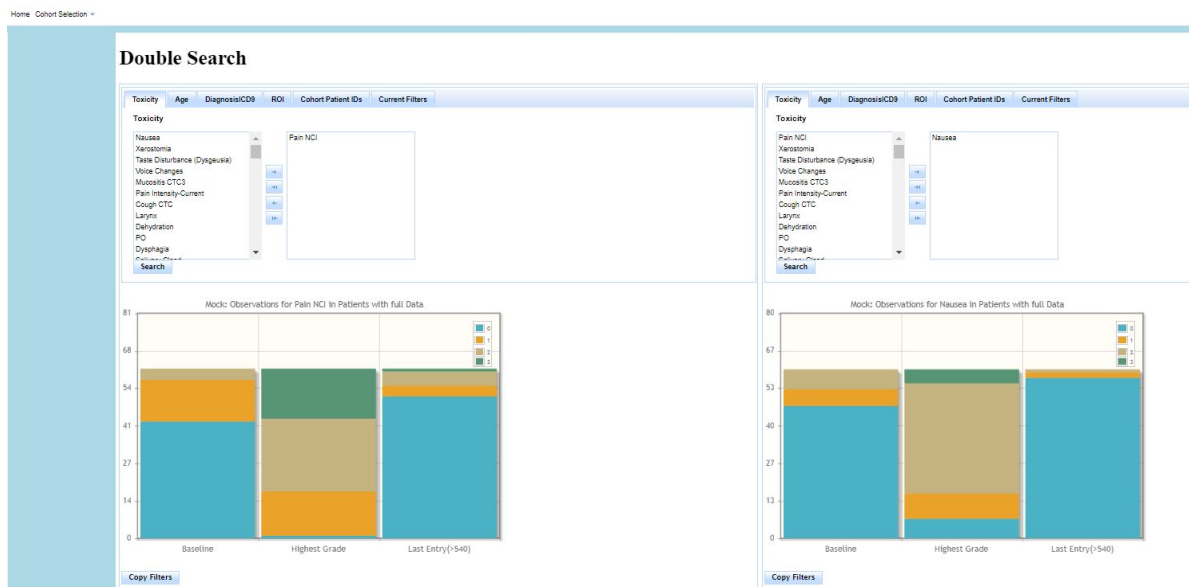 Home Cohort Selection
Double Search
Toxicity Age DiagnosisICD9 ROI Cohort Patient IDs Current Filters
Toxicity
Nausea
Xerostomia
Taste Disturbance (Dysgeusia)
Voice Changes
Mucositis CTC3
Pain Intensity-Current
Cough CTC
Larynx
Dehydration
PO
Dysphagia
Salivary Gland
Pain NCI
Search
Mock: Observations for Pain NCI in Patients with full Data
81
68
54
41
27
14
0
0
1
2
3
Baseline Highest Grade Last Entry(>540)
Copy Filters
Toxicity Age DiagnosisICD9 ROI Cohort Patient IDs Current Filters
Toxicity
Pain NCI
Xerostomia
Taste Disturbance (Dysgeusia)
Voice Changes
Mucositis CTC3
Pain Intensity-Current
Cough CTC
Larynx
Dehydration
PO
Dysphagia
Salivary Gland
Nausea
Search
Mock: Observations for Nausea in Patients with full Data
80
67
53
40
27
13
0
0
1
2
3
Baseline Highest Grade Last Entry(>540)
Copy Filters